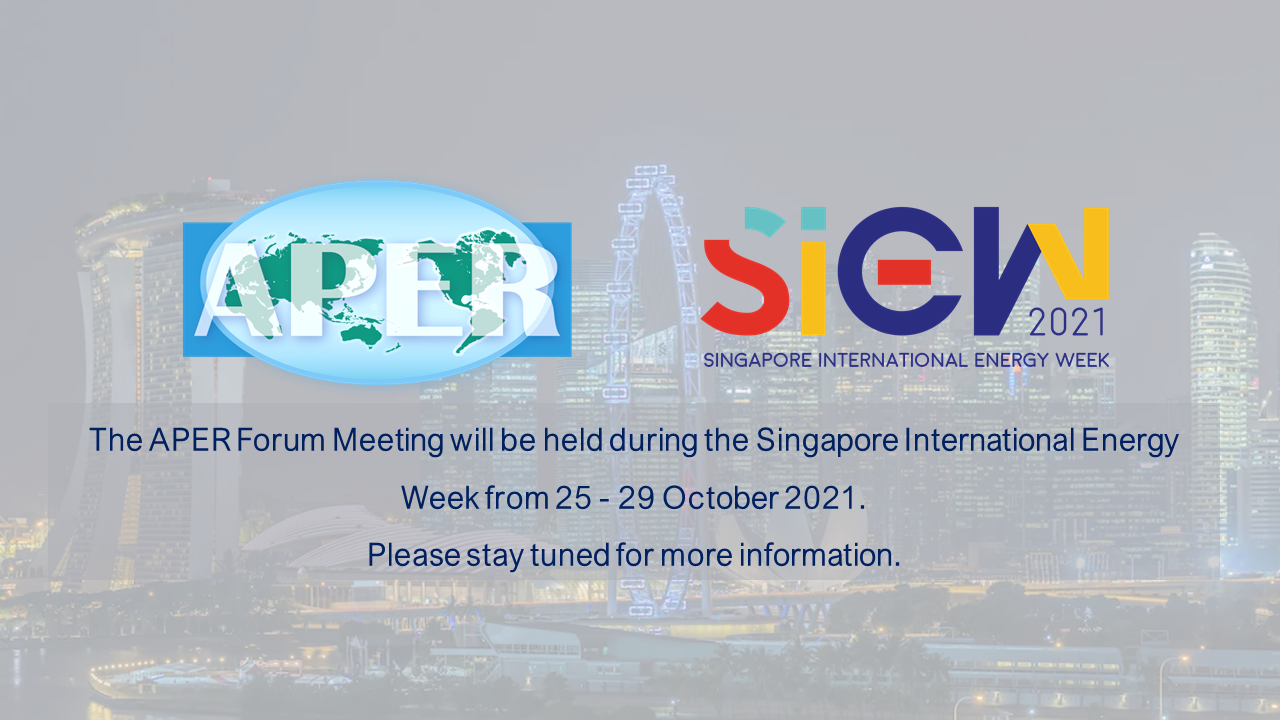 APER
SiEW
2021
SINGAPORE INTERNATIONAL ENERGY WEEK
The APER Forum Meeting will be held during the Singapore International Energy
Week from 25 - 29 October 2021.
Please stay tuned for more information.